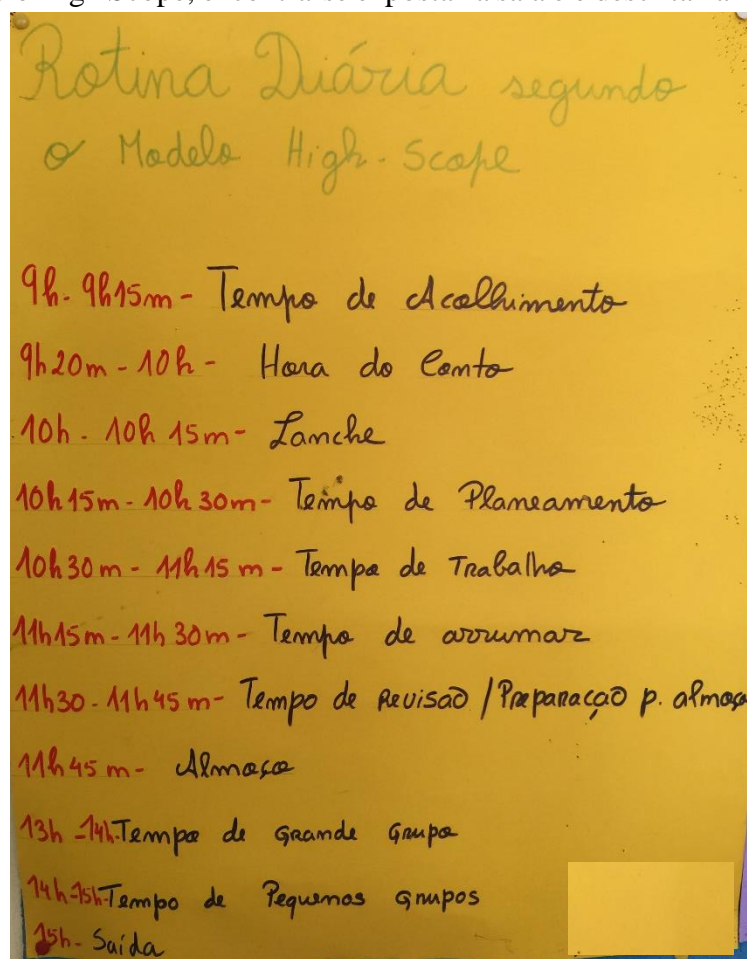 Rotina Diária segundo
o Modelo High-Scope
9h-9h15m- Tempo de Acolhimento
9h20m-10h- Hora do Conto
10h-10h15m- Lanche
10h15m-10h30m- Tempo de Planeamento
10h30m-11h15m- Tempo de Trabalho
11h15m-11h30m- Tempo de arrumar
11h30-11h45m- Tempo de Revisão/Preparação p. almoço
11h45m- Almoço
13h-14h-Tempo de Grande Grupo
14h-15h-Tempo de Pequenos Grupos
15h- Saída